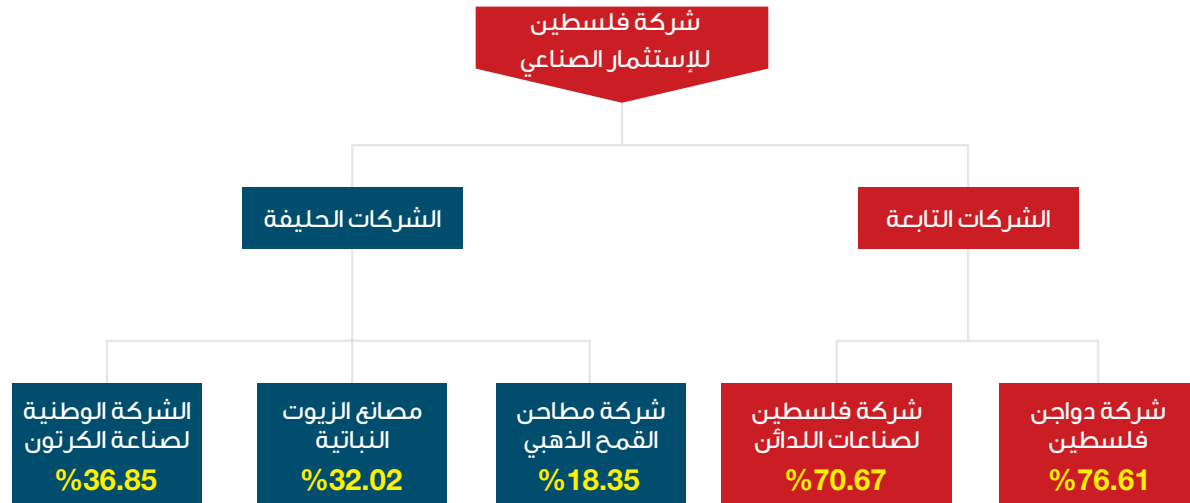 شركة فلسطين
للإستثمار الصناعي
الشركات التابعة
الشركات الحليفة
شركة دواجن
فلسطين
%76.61
شركة فلسطين
لصناعات اللدائن
%70.67
شركة مطاحن
القمح الذهبي
%18.35
مصانع الزيوت
النباتية
%32.02
الشركة الوطنية
لصناعة الكرتون
%36.85